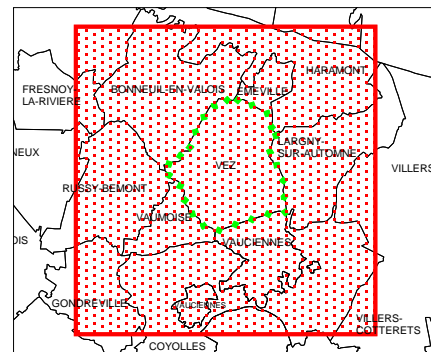 HARAMONT
FRESNOY
-LA-RIVIERE
BONNEUIL-EN-VALOIS
EMEVILLE
LARGNY
-SUR-AUTOMNE
NEUX
VEZ
VILLERS
RUSSY-BEMONT
VAUMOISE
OIS
VAUCIENNES
GONDREVILLE
VAUCIENNES
VILLERS-
COTTERETS
COYOLLES